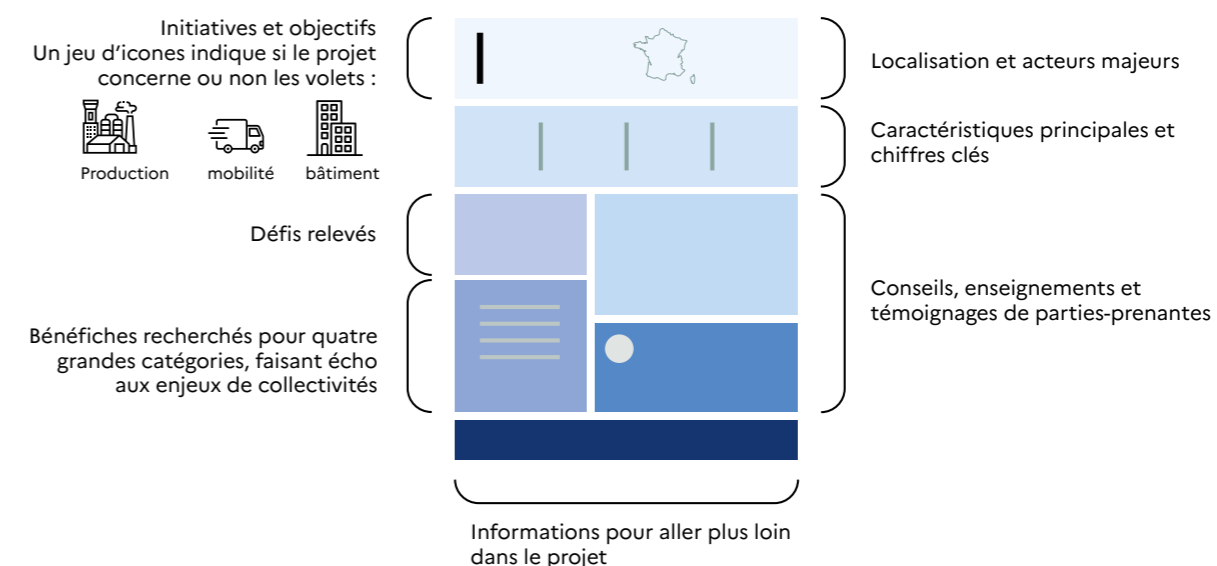 Initiatives et objectifs
Un jeu d'icones indique si le projet
concerne ou non les volets :
Production
mobilité
bâtiment
Défis relevés
Bénéfiches recherchés pour quatre
grandes catégories, faisant écho
aux enjeux de collectivités
Localisation et acteurs majeurs
Caractéristiques principales et
chiffres clés
Conseils, enseignements et
témoignages de parties-prenantes
Informations pour aller plus loin
dans le projet